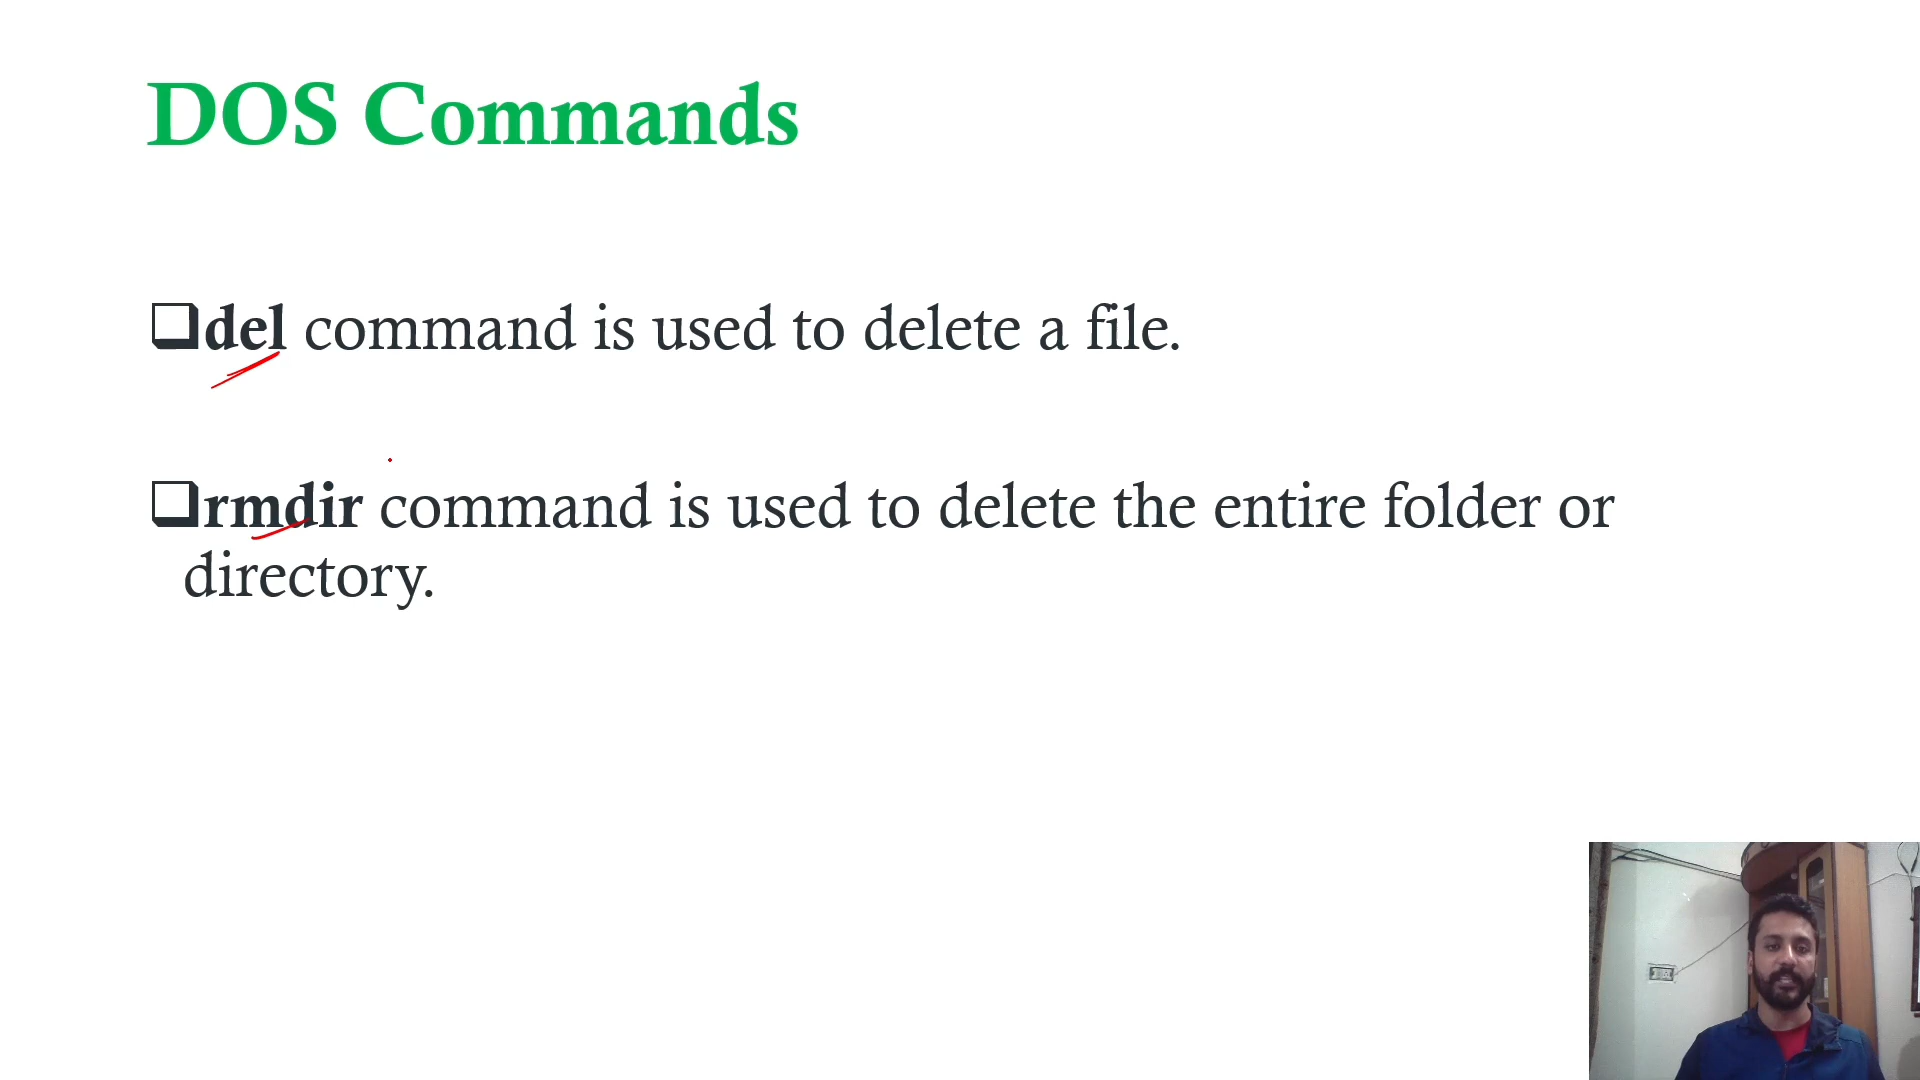 DOS Commands
del command is used to delete a file.
rmdir command is used to delete the entire folder or
directory.